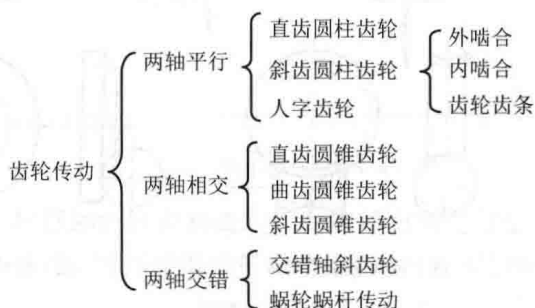 齿轮传动
两轴平行
直齿圆柱齿轮
斜齿圆柱齿轮
人字齿轮
外啮合
内啮合
齿轮齿条
两轴相交
直齿圆锥齿轮
曲齿圆锥齿轮
斜齿圆锥齿轮
两轴交错
交错轴斜齿轮
蜗轮蜗杆传动